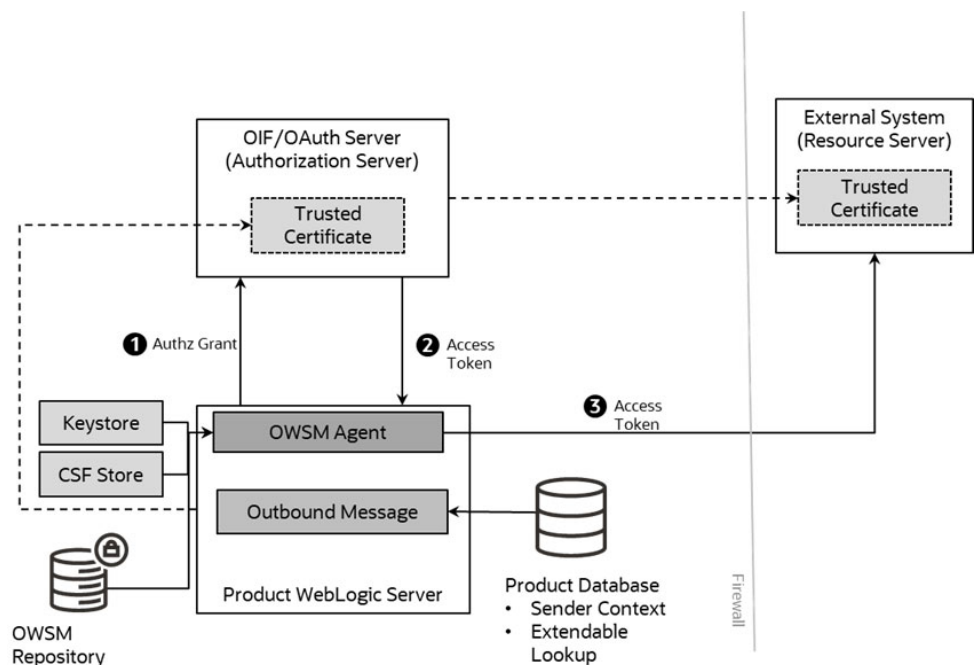 OIF/OAuth Server
(Authorization Server)
Trusted
Certificate
External System
(Resource Server)
Trusted
Certificate
1 Authz Grant
2 Access
Token
3 Access
Token
Keystore
CSF Store
OWSM Agent
Outbound Message
Product WebLogic Server
OWSM
Repository
Product Database
• Sender Context
• Extendable
Lookup
Firewall